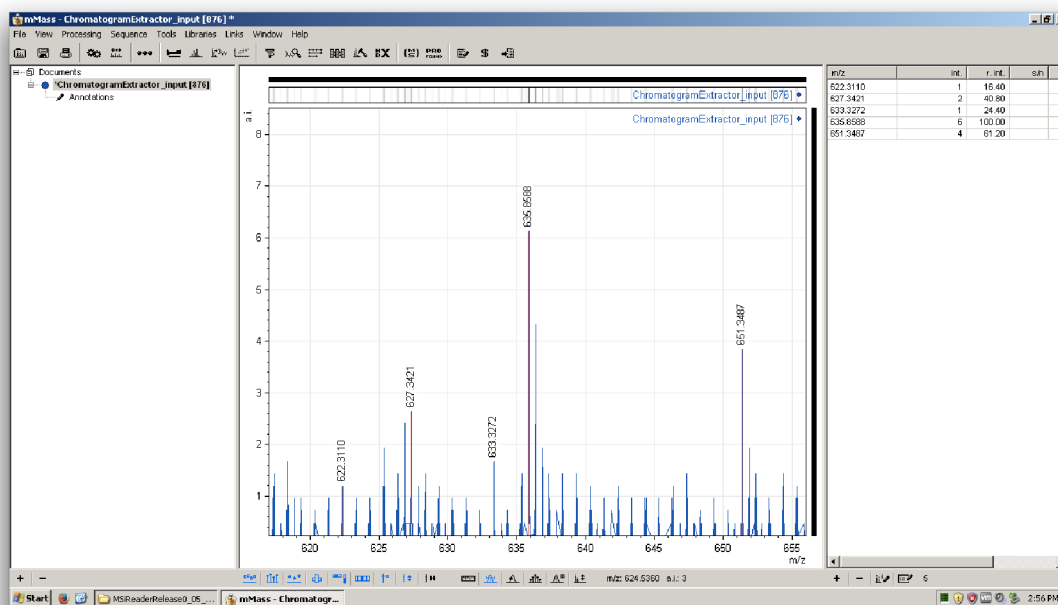 mMass - ChromatogramExtractor_input [876] *
File View Processing Sequence Tools Libraries Links Window Help
Documents
*ChromatogramExtractor_input [876]
Annotations
ChromatogramExtractor_input [876]
ChromatogramExtractor_input [876]
a.i.
8
7
6
5
4
3
2
1
622.3110
627.3421
633.3272
635.8588
651.3487
620 625 630 635 640 645 650 655
m/z
m/z int. r. int. s/n
622.3110 1 16.40
627.3421 2 40.80
633.3272 1 24.40
635.8588 6 100.00
651.3487 4 61.20
m/z: 624.5360 a.i.: 3
5
Start
MSiReaderRelease0_05_...
mMass - Chromatogr...
2:56 PM